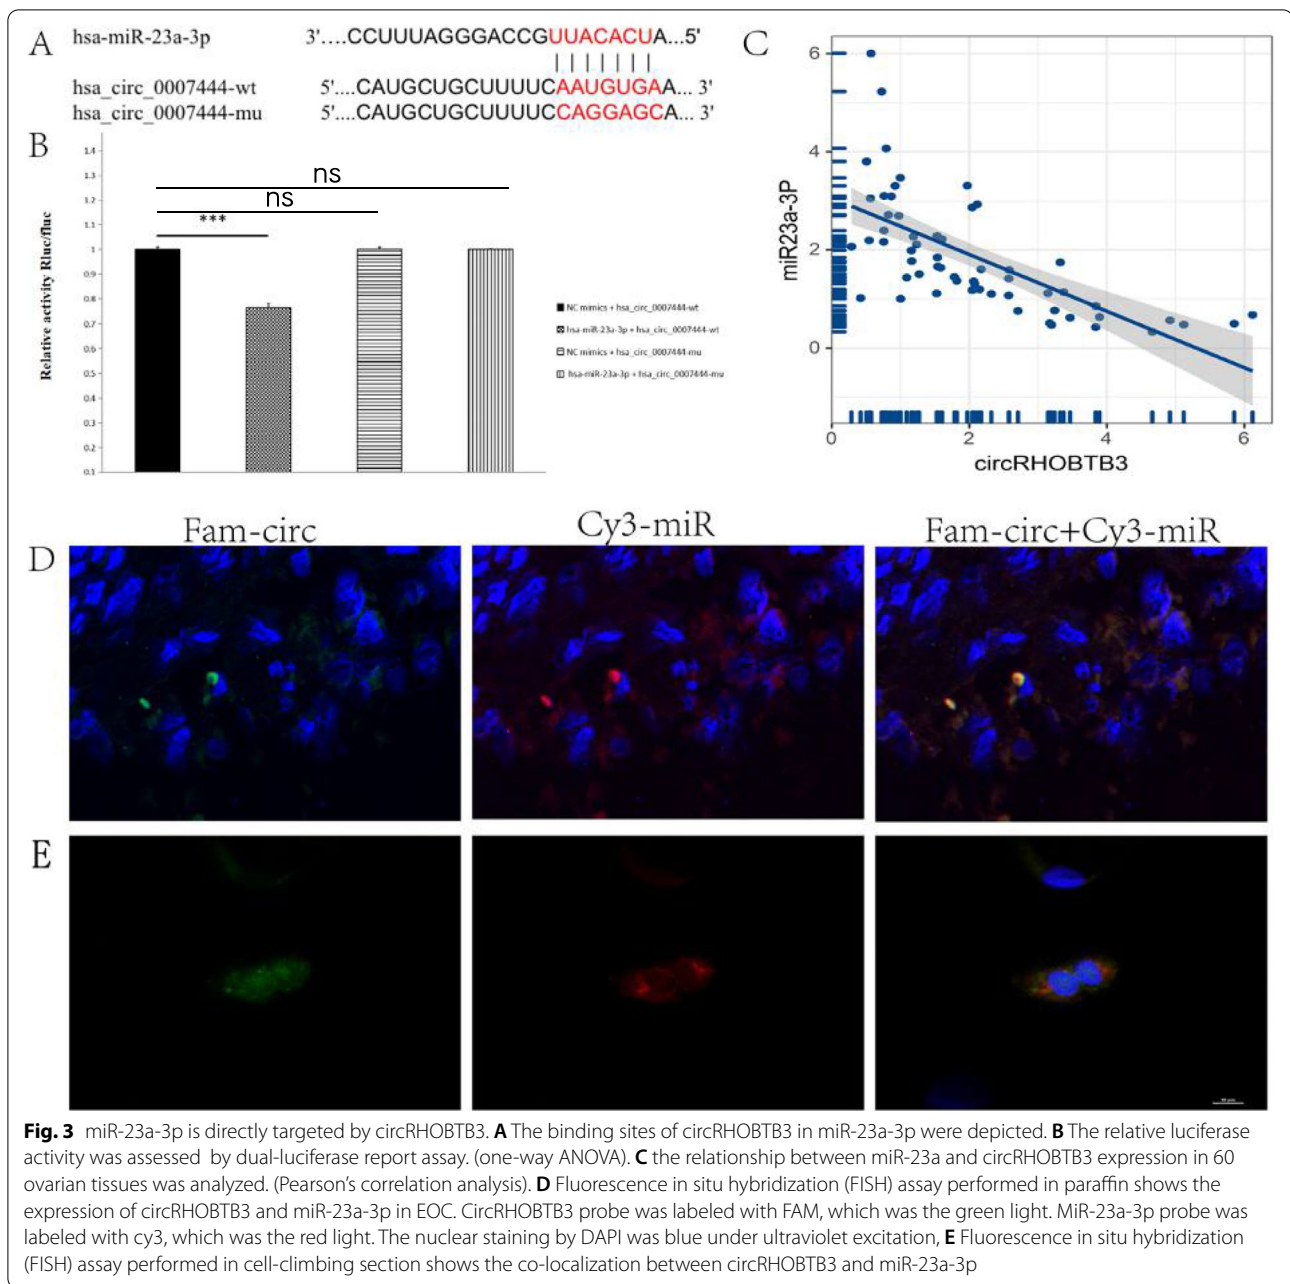 A
hsa-miR-23a-3p 3'....CCUUUAGGGACCGUUACACUA...5'
hsa_circ_0007444-wt 5'....CAUGCUGCUUUUCAAUGUGAA... 3'
hsa_circ_0007444-mu 5'....CAUGCUGCUUUUCCAGGAGCA... 3'
B
Relative activity Rluc/fluc
1.4
1.3
1.2
1.1
1
0.9
0.8
0.7
0.6
0.5
0.4
0.3
0.2
0.1
ns
ns
***
NC mimics + hsa_circ_0007444-wt
hsa-miR-23a-3p + hsa_circ_0007444-wt
NC mimics + hsa_circ_0007444-mu
hsa-miR-23a-3p + hsa_circ_0007444-mu
C
miR23a-3P
6
4
2
0
0 2 4 6
circRHOBTB3
Fam-circ Cy3-miR Fam-circ+Cy3-miR
D
E
Fig. 3 miR-23a-3p is directly targeted by circRHOBTB3. A The binding sites of circRHOBTB3 in miR-23a-3p were depicted. B The relative luciferase
activity was assessed by dual-luciferase report assay. (one-way ANOVA). C the relationship between miR-23a and circRHOBTB3 expression in 60
ovarian tissues was analyzed. (Pearson's correlation analysis). D Fluorescence in situ hybridization (FISH) assay performed in paraffin shows the
expression of circRHOBTB3 and miR-23a-3p in EOC. CircRHOBTB3 probe was labeled with FAM, which was the green light. MiR-23a-3p probe was
labeled with cy3, which was the red light. The nuclear staining by DAPI was blue under ultraviolet excitation, E Fluorescence in situ hybridization
(FISH) assay performed in cell-climbing section shows the co-localization between circRHOBTB3 and miR-23a-3p